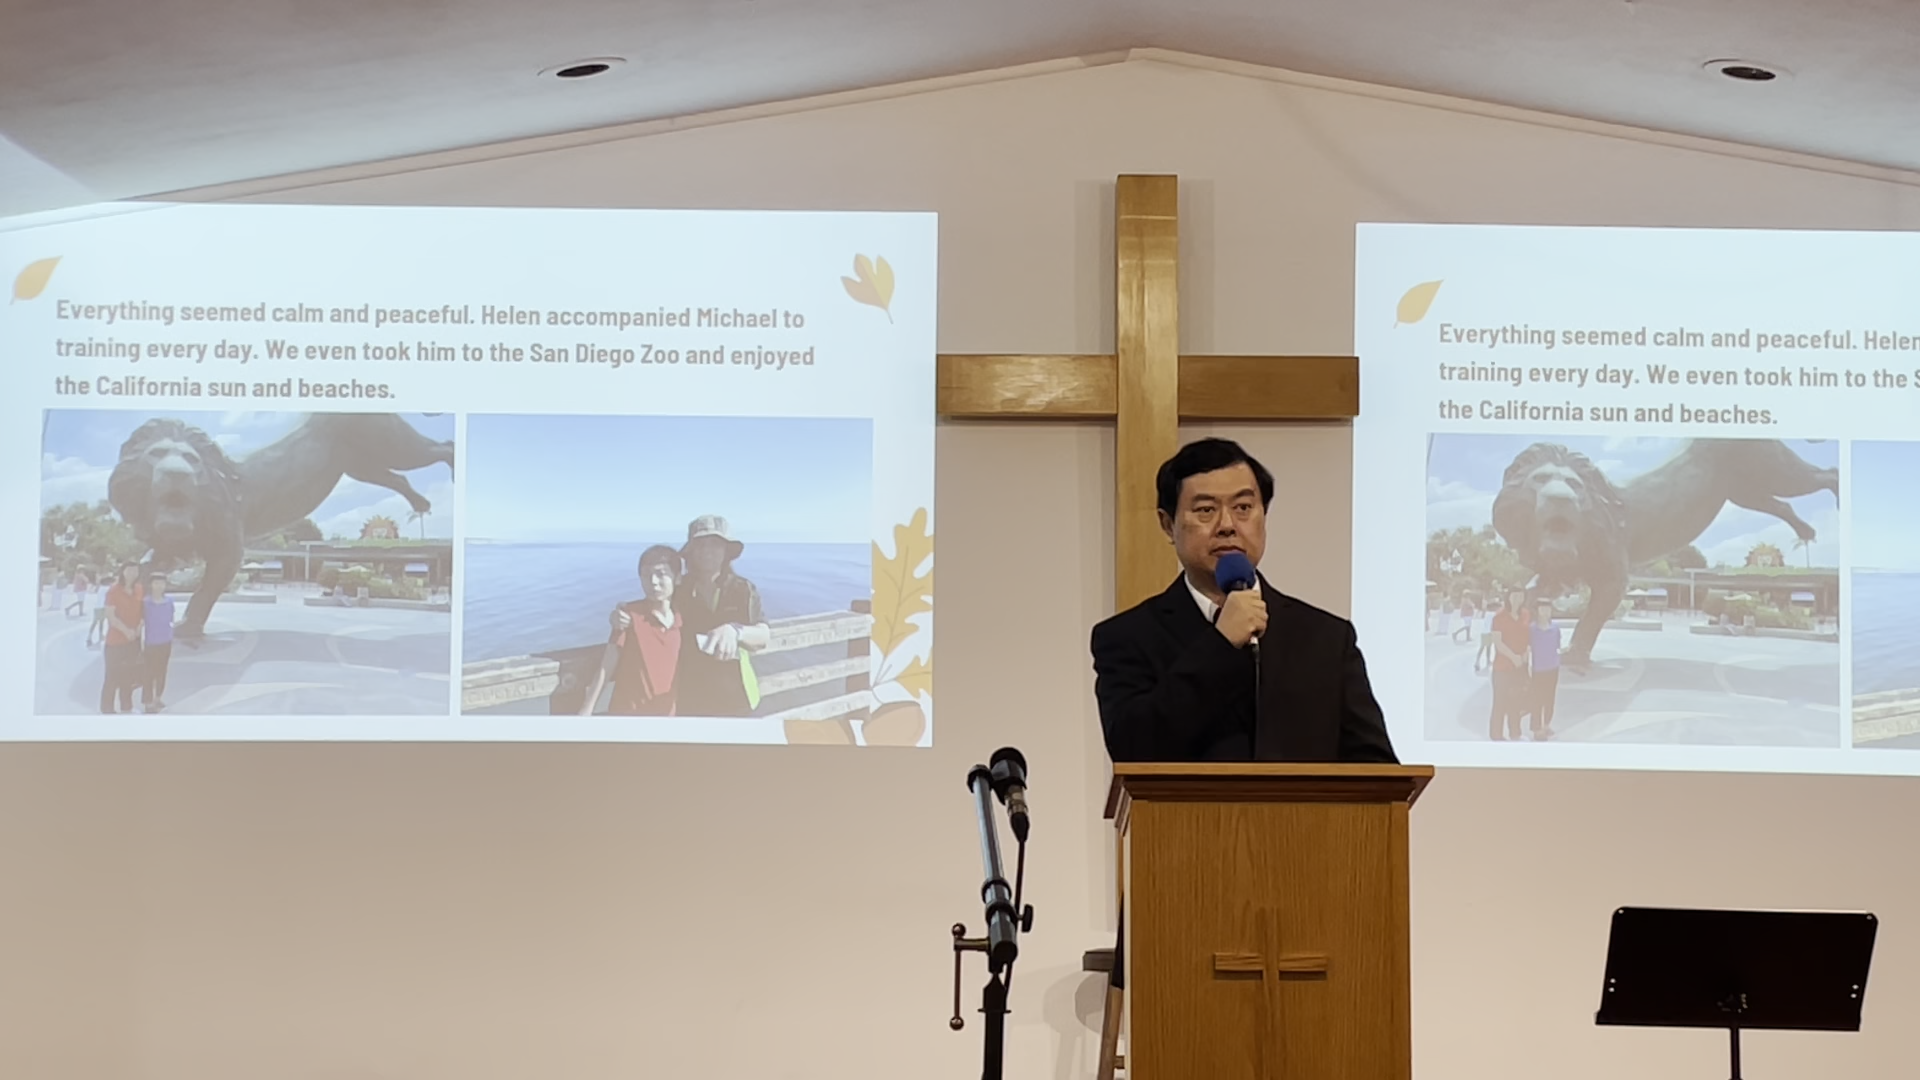 Everything seemed calm and peaceful. Helen accompanied Michael to
training every day. We even took him to the San Diego Zoo and enjoyed
the California sun and beaches.
Everything seemed calm and peaceful. Helen
training every day. We even took him to the S
the California sun and beaches.